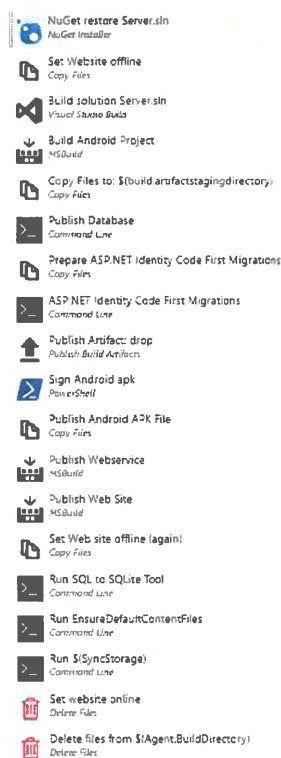 NuGet restore Server.sln
NuGet Installer
Set Website offline
Copy Files
Build solution Server.sln
Visual Studio Build
Build Android Project
MSBuild
Copy Files to: $(build.artifactstagingdirectory)
Copy Files
Publish Database
Command Line
Prepare ASP.NET Identity Code First Migrations
Copy Files
ASP.NET Identity Code First Migrations
Command Line
Publish Artifact: drop
Publish Build Artifacts
Sign Android apk
PowerShell
Publish Android APK File
Copy Files
Publish Webservice
MSBuild
Publish Web Site
MSBuild
Set Web site offline (again)
Copy Files
Run SQL to SQLite Tool
Command Line
Run EnsureDefaultContentFiles
Command Line
Run $(SyncStorage)
Command Line
Set website online
Delete Files
Delete files from $(Agent.BuildDirectory)
Delete Files